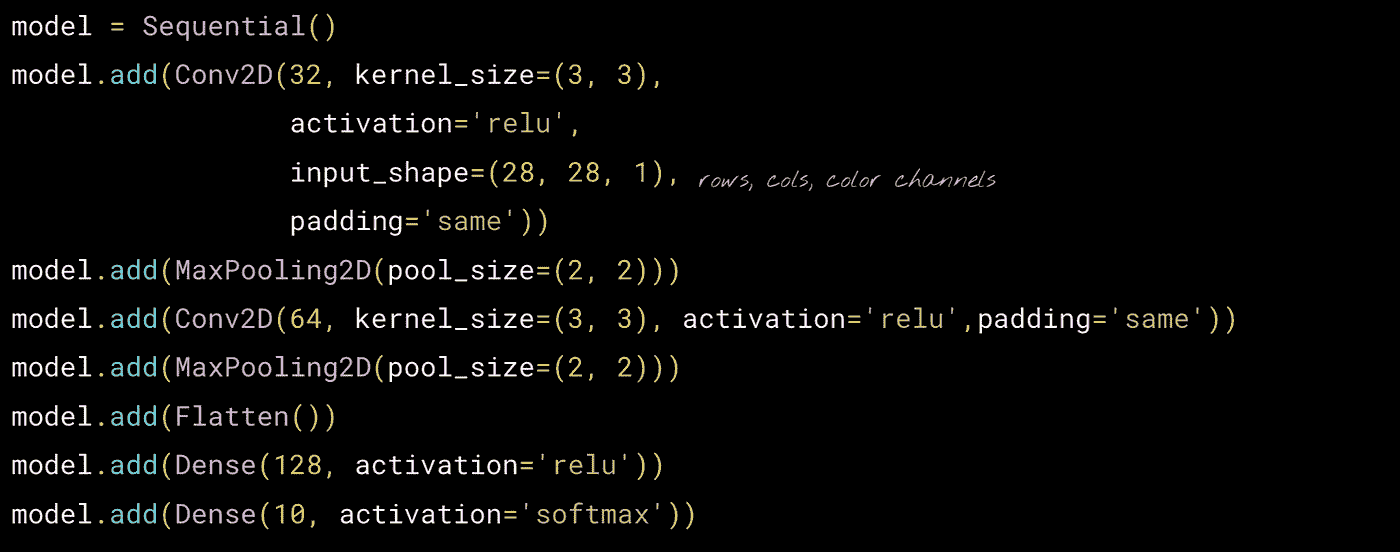 model = Sequential()
model.add(Conv2D(32, kernel_size=(3, 3),
activation='relu',
input_shape=(28, 28, 1), rows, cols, color channels
padding='same'))
model.add(MaxPooling2D(pool_size=(2, 2)))
model.add(Conv2D(64, kernel_size=(3, 3), activation='relu',padding='same'))
model.add(MaxPooling2D(pool_size=(2, 2)))
model.add(Flatten())
model.add(Dense(128, activation='relu'))
model.add(Dense(10, activation='softmax'))